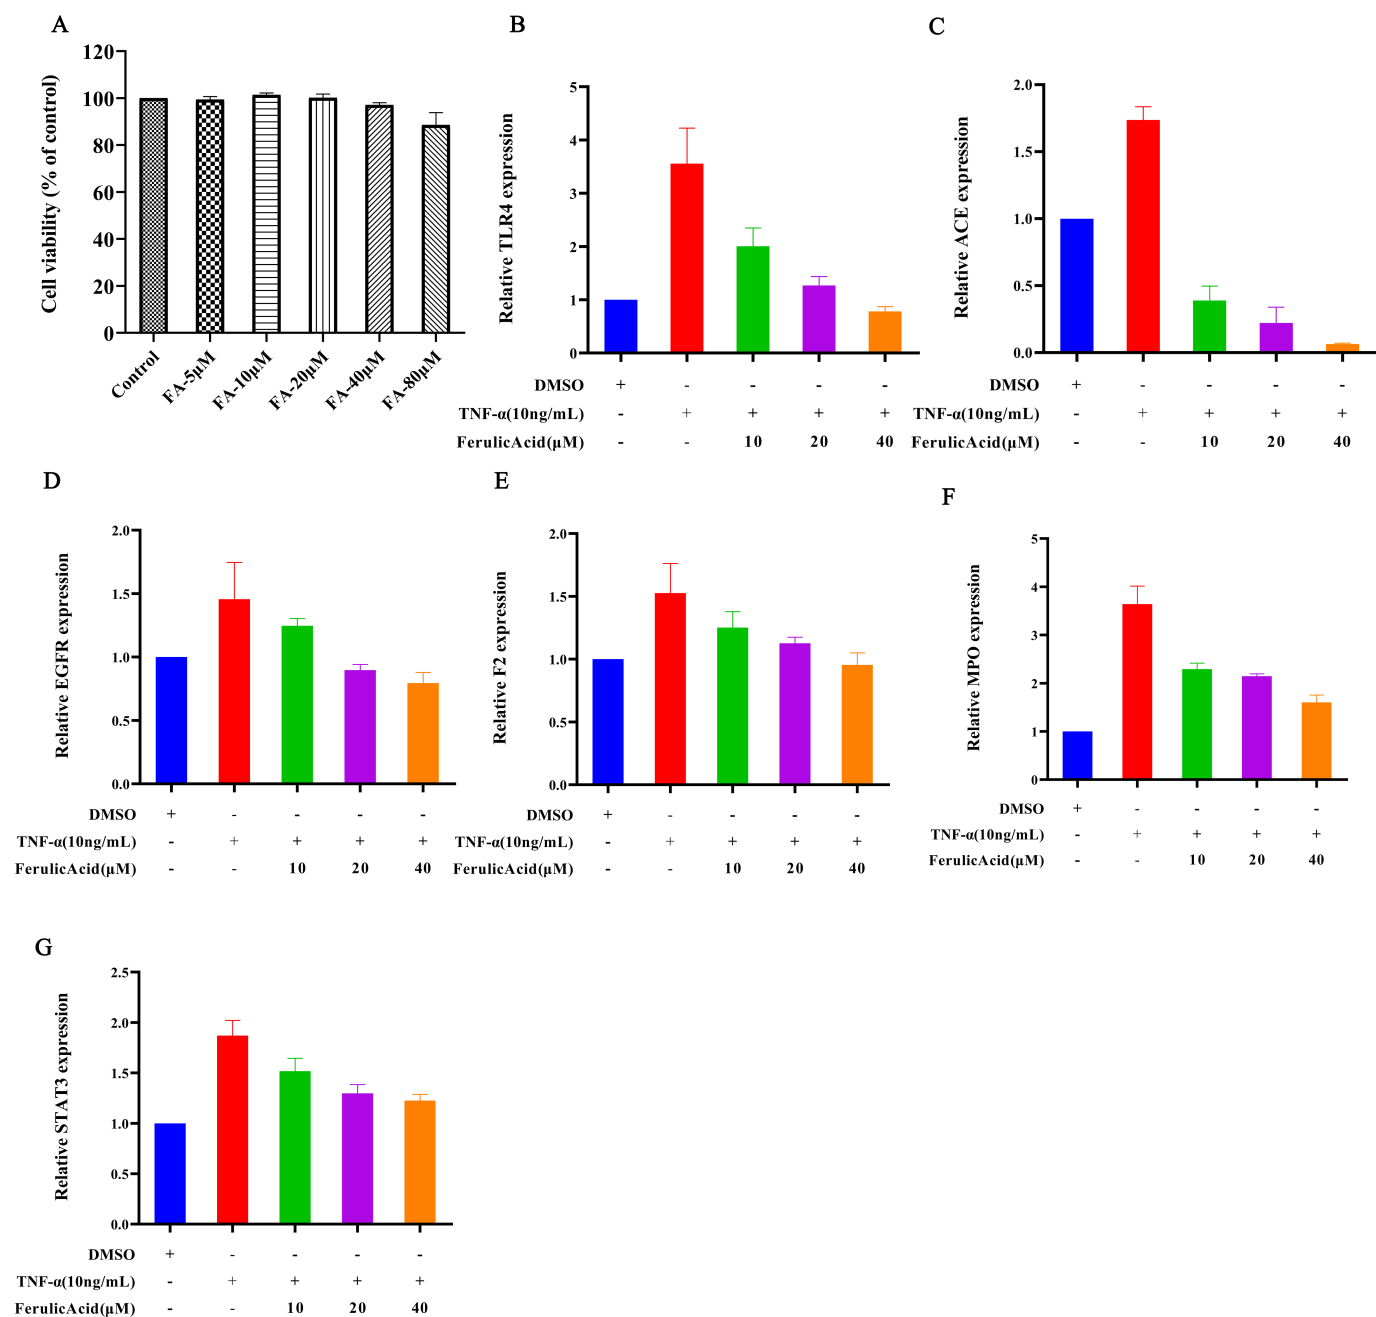 A
Cell viability (% of control)
120
100
80
60
40
20
0
Control
FA-5μM
FA-10μM
FA-20μM
FA-40μM
FA-80μM
B
Relative TLR4 expression
5
4
3
2
1
0
DMSO + - - - -
TNF-α(10ng/mL) - + + + +
FerulicAcid(μM) - - 10 20 40
C
Relative ACE expression
2.0
1.5
1.0
0.5
0.0
DMSO + - - - -
TNF-α(10ng/mL) - + + + +
FerulicAcid(μM) - - 10 20 40
D
Relative EGFR expression
2.0
1.5
1.0
0.5
0.0
DMSO + - - - -
TNF-α(10ng/mL) - + + + +
FerulicAcid(μM) - - 10 20 40
E
Relative F2 expression
2.0
1.5
1.0
0.5
0.0
DMSO + - - - -
TNF-α(10ng/mL) - + + + +
FerulicAcid(μM) - - 10 20 40
F
Relative MPO expression
5
4
3
2
1
0
DMSO + - - - -
TNF-α(10ng/mL) - + + + +
FerulicAcid(μM) - - 10 20 40
G
Relative STAT3 expression
2.5
2.0
1.5
1.0
0.5
0.0
DMSO + - - - -
TNF-α(10ng/mL) - + + + +
FerulicAcid(μM) - - 10 20 40